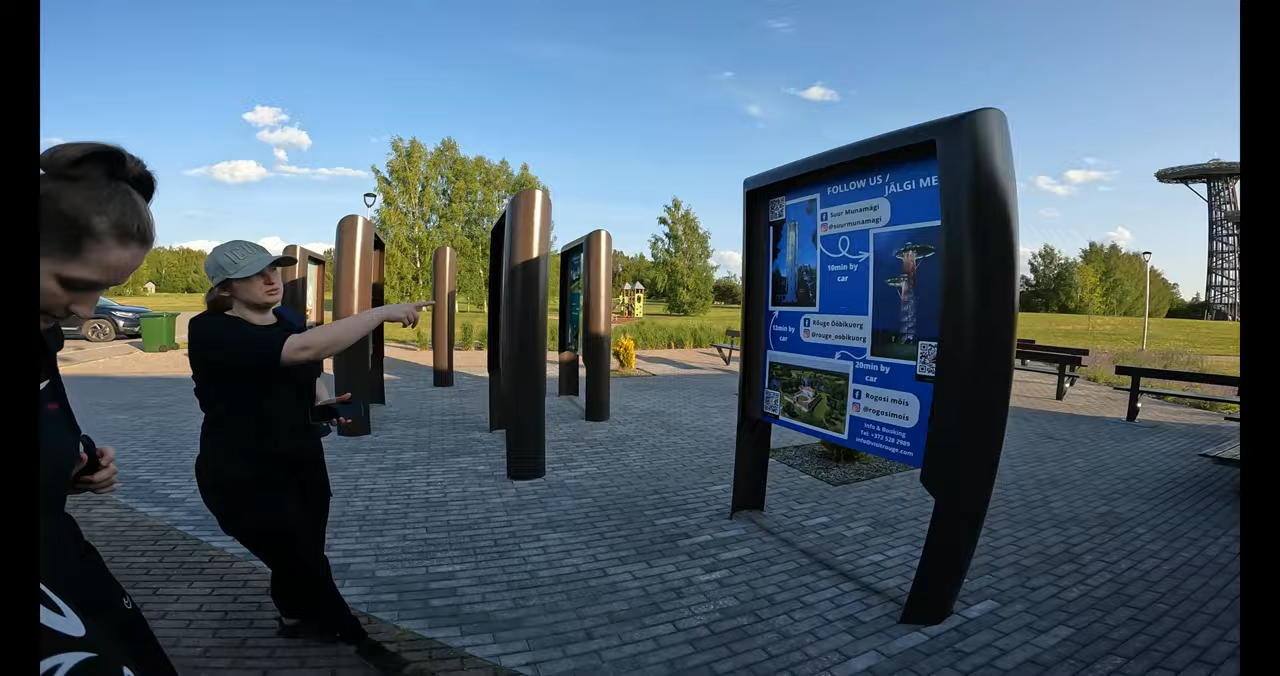 FOLLOW US /
JÄLGI ME
Suur Munamägi
@suurmunamagi
10min by
car
Rõuge Ööbikuorg
@rouge_oobikuorg
13min by
car
20min by
car
Rogosi mõis
@rogosimois
Info & Booking
Tel: +372 528 2989
info@visitrouge.com